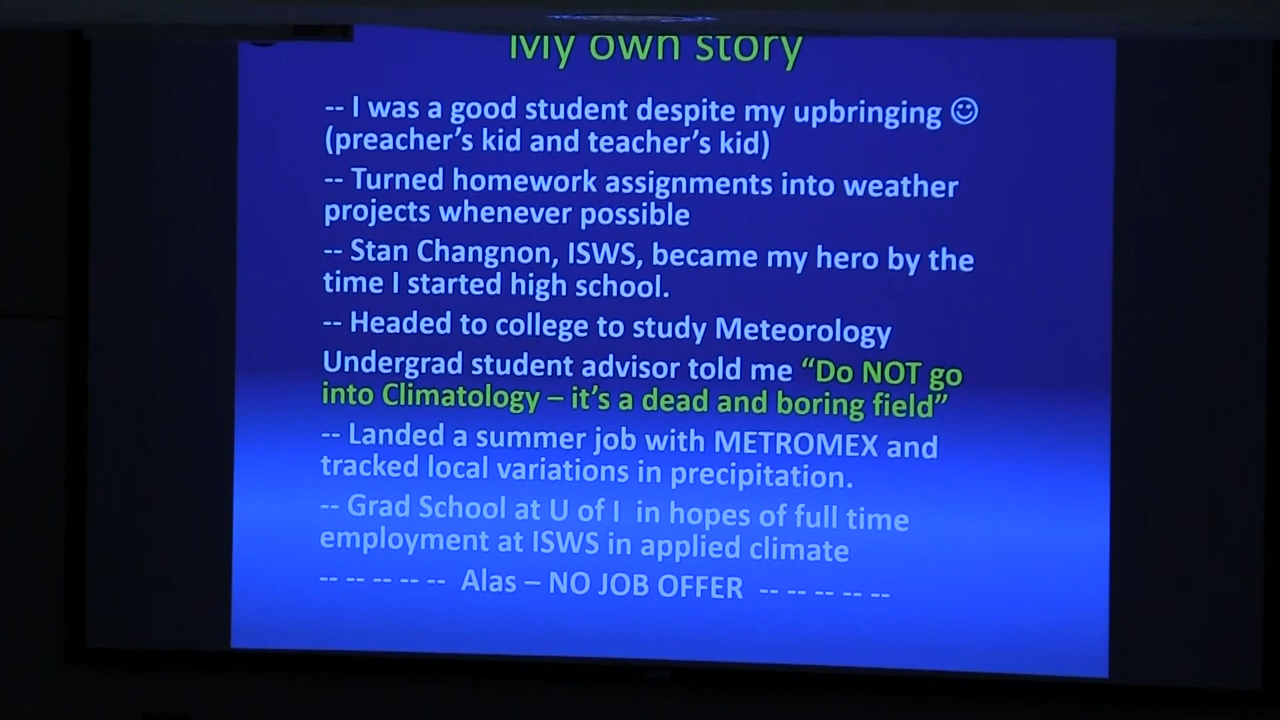 My own story
-- I was a good student despite my upbringing ☺
(preacher's kid and teacher's kid)
-- Turned homework assignments into weather
projects whenever possible
-- Stan Changnon, ISWS, became my hero by the
time I started high school.
-- Headed to college to study Meteorology
Undergrad student advisor told me “Do NOT go
into Climatology – it's a dead and boring field”
-- Landed a summer job with METROMEX and
tracked local variations in precipitation.
-- Grad School at U of I in hopes of full time
employment at ISWS in applied climate
-- -- -- -- -- Alas – NO JOB OFFER -- -- -- -- --